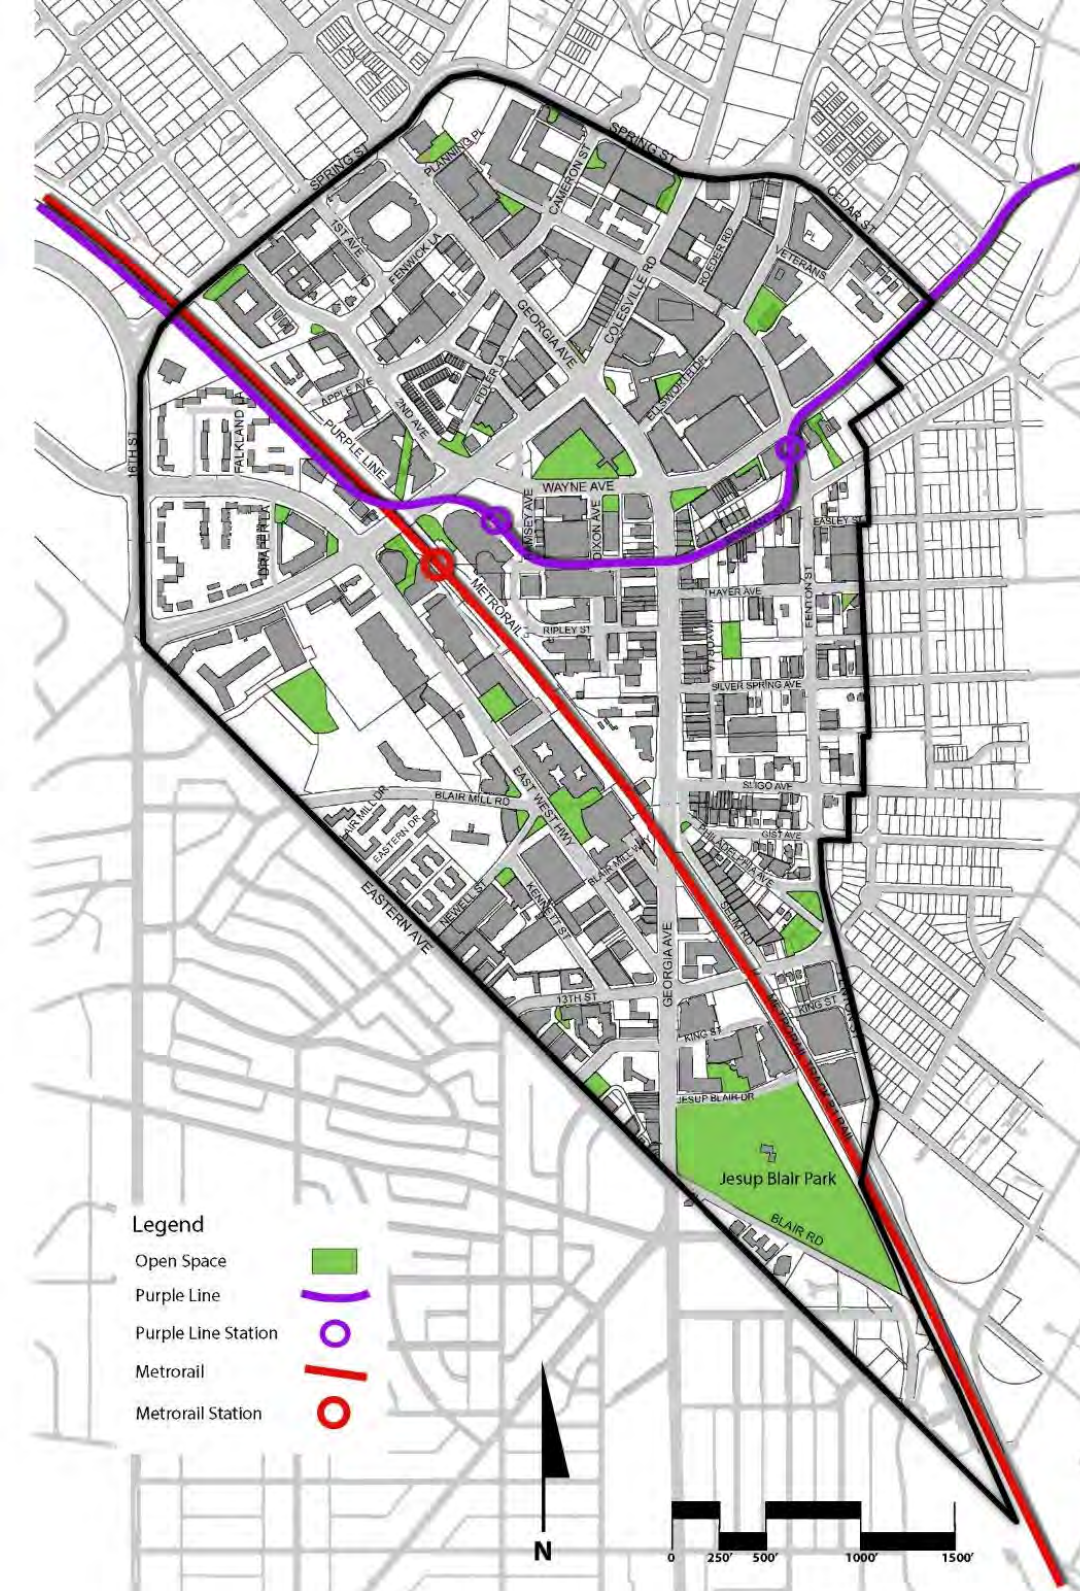 SPRING ST
PLANNING PL
SPRING ST
CAMERON ST
CEDAR ST
1ST AVE
FENWICK LA
ROEDER RD
PL
VETERANS
COLESVILLE RD
GEORGIA AVE
FIDLER LA
ELLSWORTH DR
APPLE AVE
2ND AVE
PURPLE LINE
16TH ST
FALKLAND
WAYNE AVE
DIXON AVE
EASLEY ST
METRORAIL
THAYER AVE
FENTON ST
RIPLEY ST
SILVER SPRING AVE
EAST WEST HWY
SLIGO AVE
BLAIR MILL RD
GIST AVE
PHILADELPHIA AVE
EASTERN DR
BLAIR MILL WAY
EASTERN AVE
NEWELL ST
KENNETT ST
SELIM RD
GEORGIA AVE
13TH ST
KING ST
KING ST
JESUP BLAIR DR
Jesup Blair Park
BLAIR RD
Legend
Open Space
Purple Line
Purple Line Station
Metrorail
Metrorail Station
N
0 250' 500' 1000' 1500'